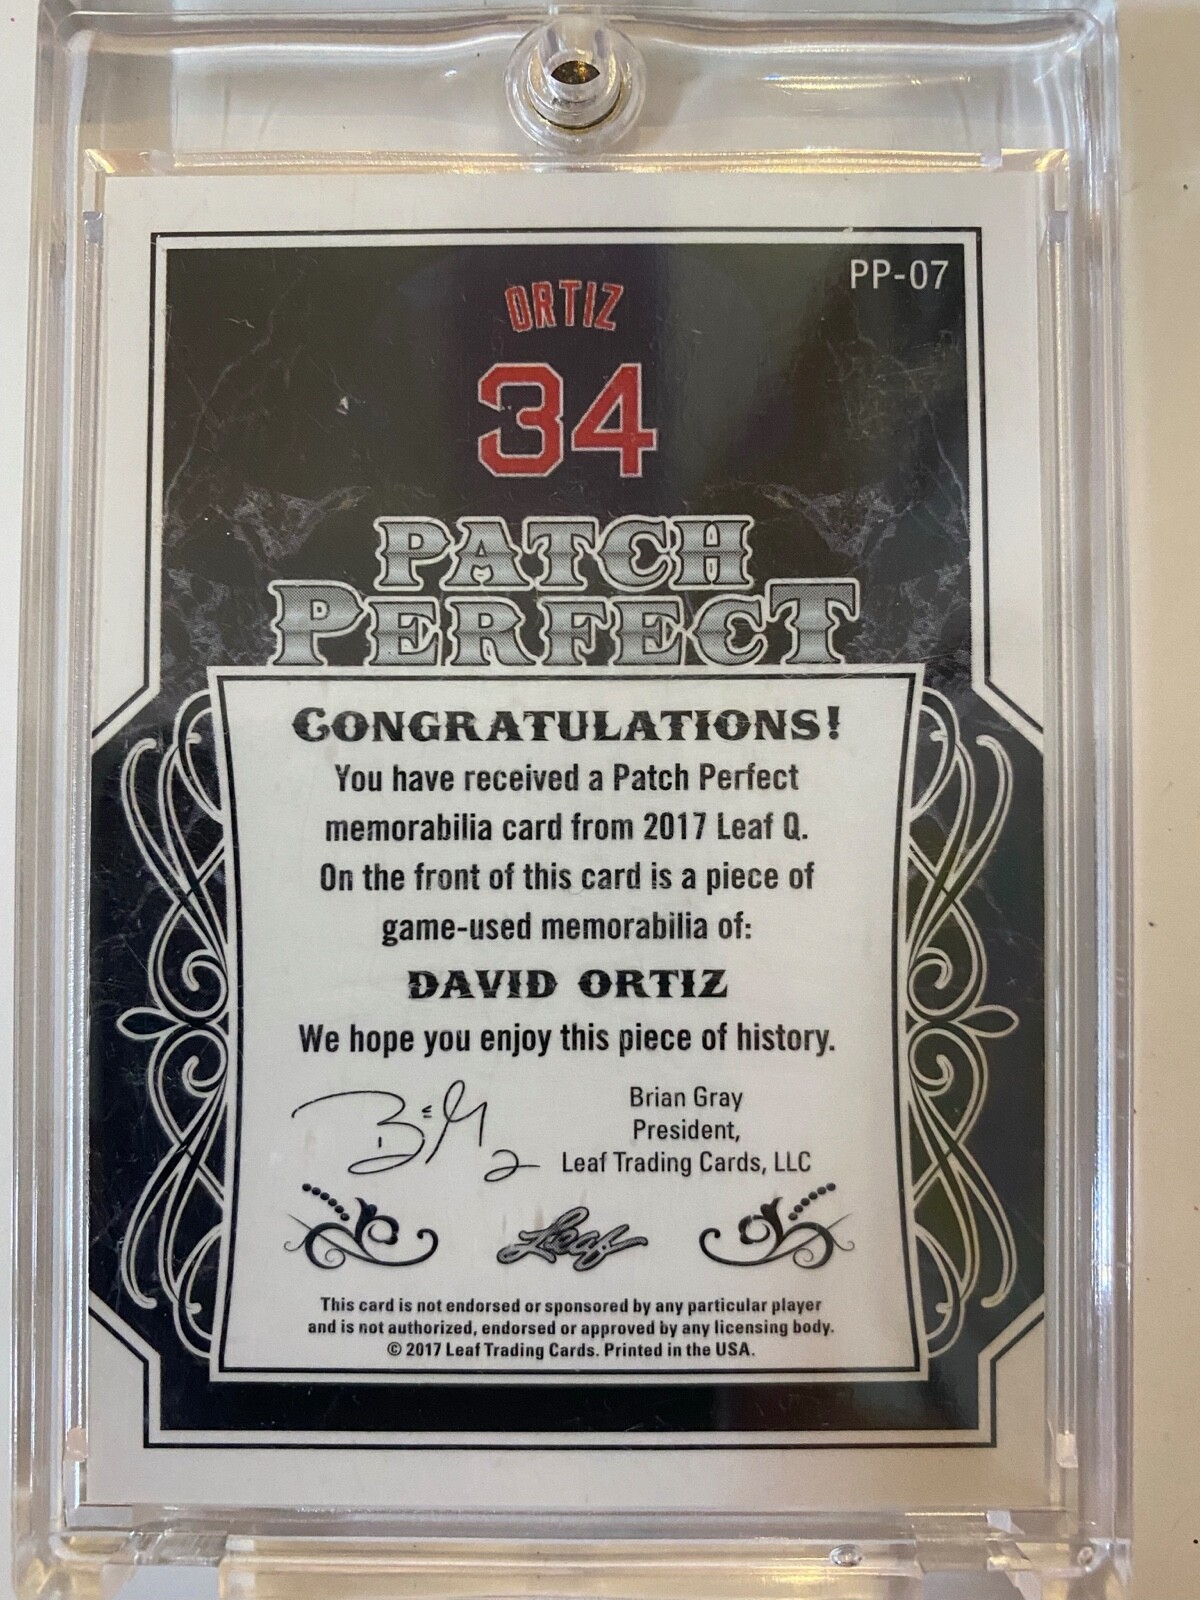 PP-07
ORTIZ
34
PATCH
PERFECT
CONGRATULATIONS!
You have received a Patch Perfect
memorabilia card from 2017 Leaf Q.
On the front of this card is a piece of
game-used memorabilia of:
DAVID ORTIZ
We hope you enjoy this piece of history.
Brian Gray
President,
Leaf Trading Cards, LLC
Leaf
This card is not endorsed or sponsored by any particular player
and is not authorized, endorsed or approved by any licensing body.
© 2017 Leaf Trading Cards. Printed in the USA.